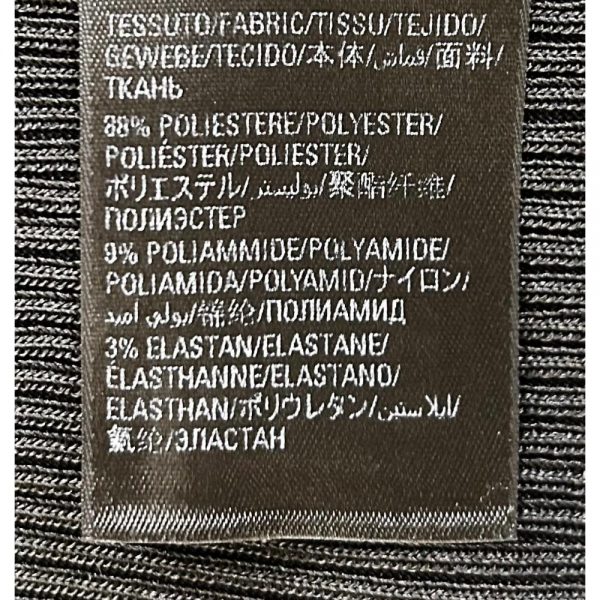 TESSUTO/FABRIC/TISSU/TEJIDO/
GEWEBE/TECIDO/本体/قماش/面料/
ТКАНЬ
88% POLIESTERE/POLYESTER/
POLIÉSTER/POLIESTER/
ポリエステル/بوليستر/聚酯纤维/
ПОЛИЭСТЕР
9% POLIAMMIDE/POLYAMIDE/
POLIAMIDA/POLYAMID/ナイロン/
بولي اميد/锦纶/ПОЛИАМИД
3% ELASTAN/ELASTANE/
ÉLASTHANNE/ELASTANO/
ELASTHAN/ポリウレタン/ايلاستين/
氨纶/ЭЛАСТАН